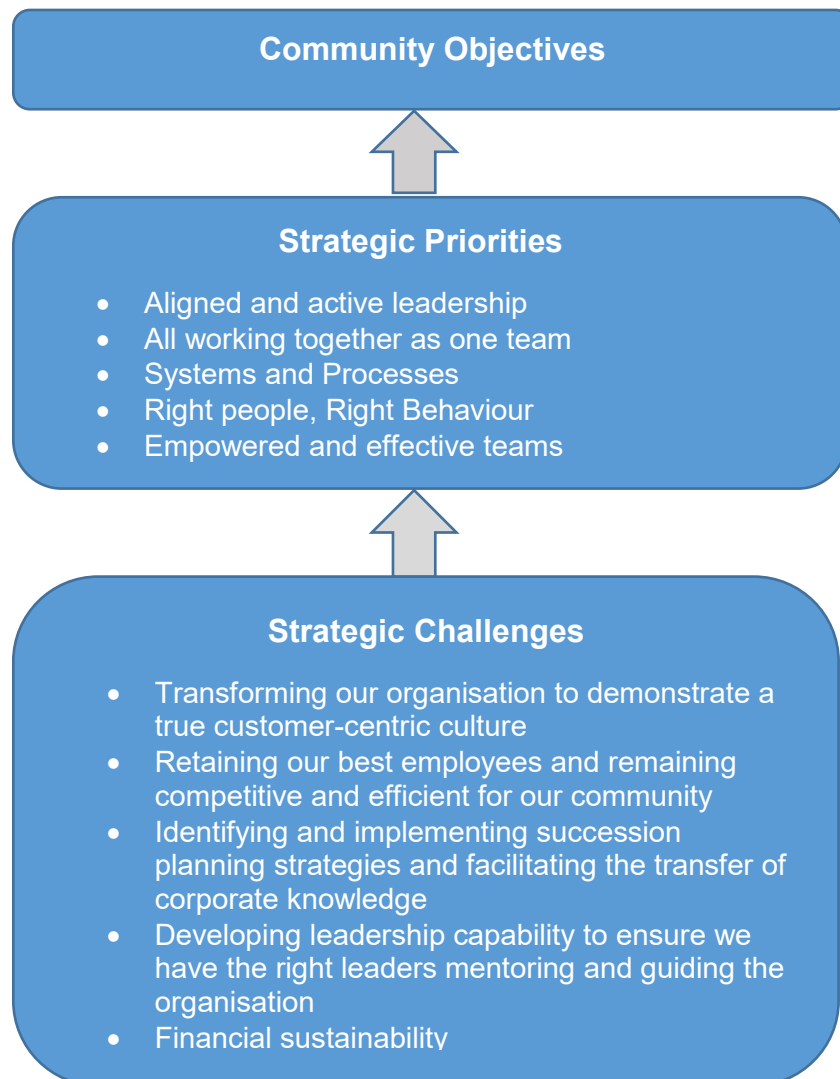 Community Objectives
Strategic Priorities
• Aligned and active leadership
• All working together as one team
• Systems and Processes
• Right people, Right Behaviour
• Empowered and effective teams
Strategic Challenges
• Transforming our organisation to demonstrate a
true customer-centric culture
• Retaining our best employees and remaining
competitive and efficient for our community
• Identifying and implementing succession
planning strategies and facilitating the transfer of
corporate knowledge
• Developing leadership capability to ensure we
have the right leaders mentoring and guiding the
organisation
• Financial sustainability